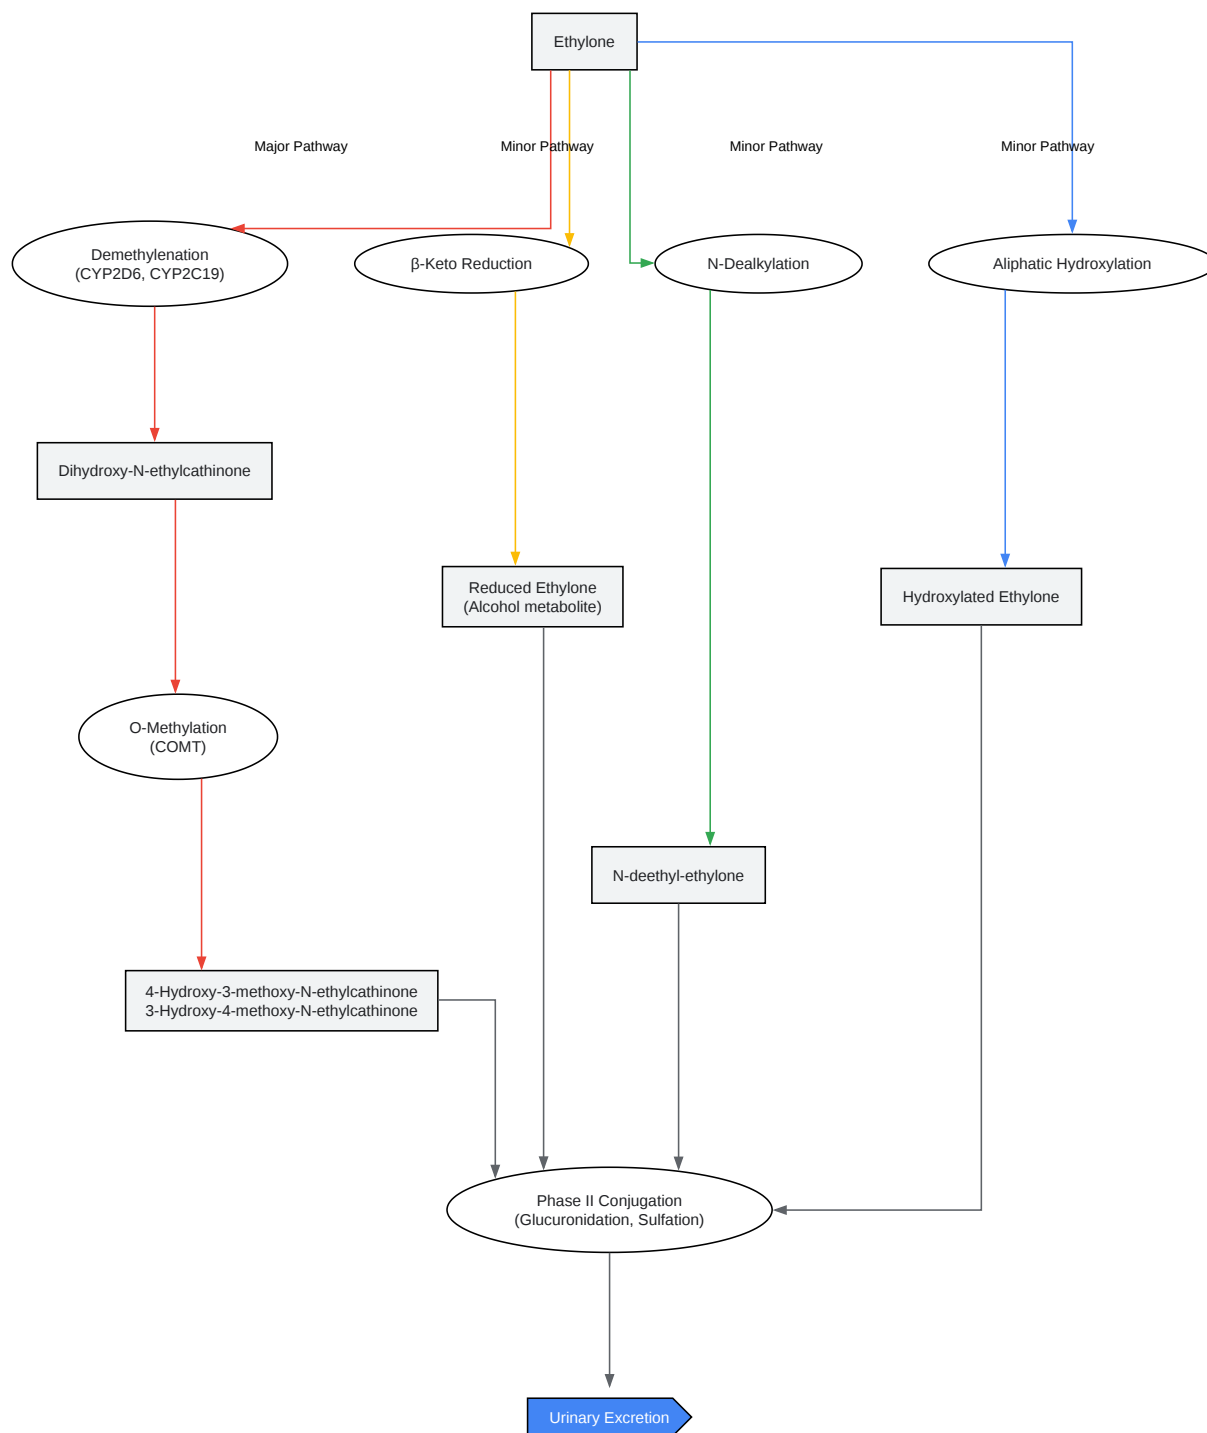 Ethylone
Major Pathway
Minor Pathway
Minor Pathway
Minor Pathway
Demethylenation
(CYP2D6, CYP2C19)
β-Keto Reduction
N-Dealkylation
Aliphatic Hydroxylation
Dihydroxy-N-ethylcathinone
Reduced Ethylone
(Alcohol metabolite)
Hydroxylated Ethylone
O-Methylation
(COMT)
N-deethyl-ethylone
4-Hydroxy-3-methoxy-N-ethylcathinone
3-Hydroxy-4-methoxy-N-ethylcathinone
Phase II Conjugation
(Glucuronidation, Sulfation)
Urinary Excretion